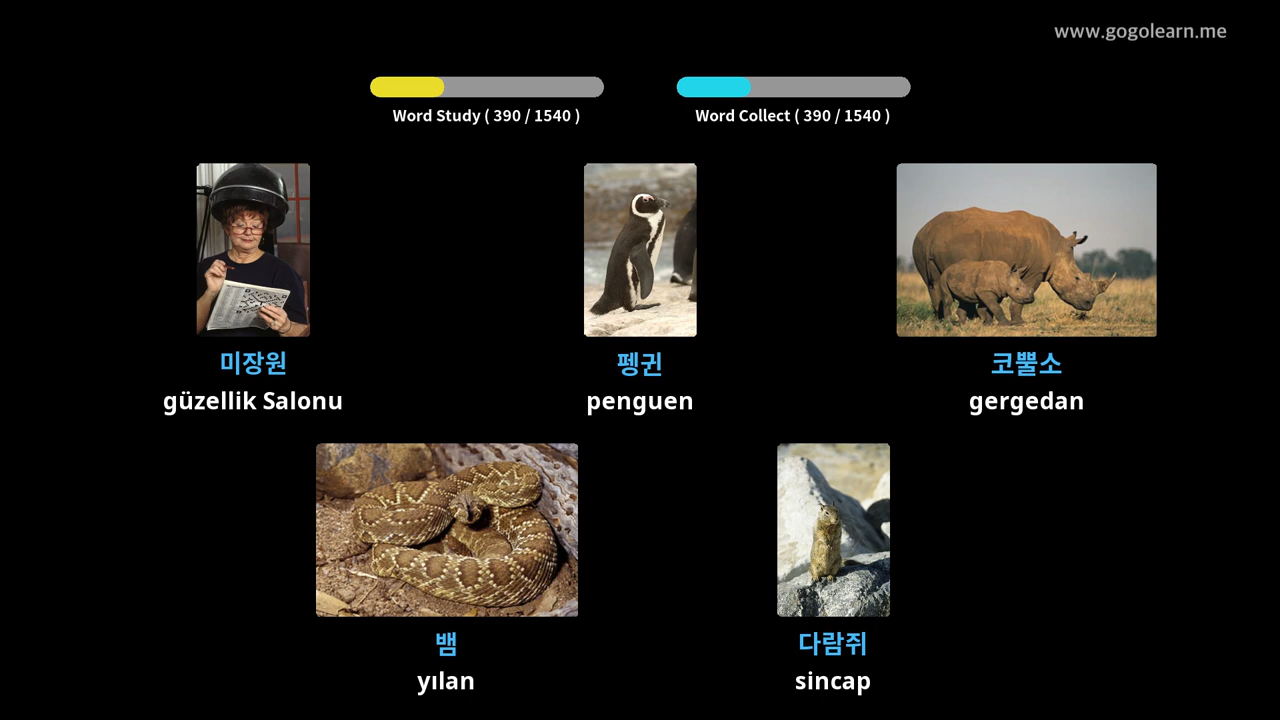 www.gogolearn.me
Word Study ( 390 / 1540 )
Word Collect ( 390 / 1540 )
미장원
güzellik Salonu
펭귄
penguen
코뿔소
gergedan
뱀
yılan
다람쥐
sincap